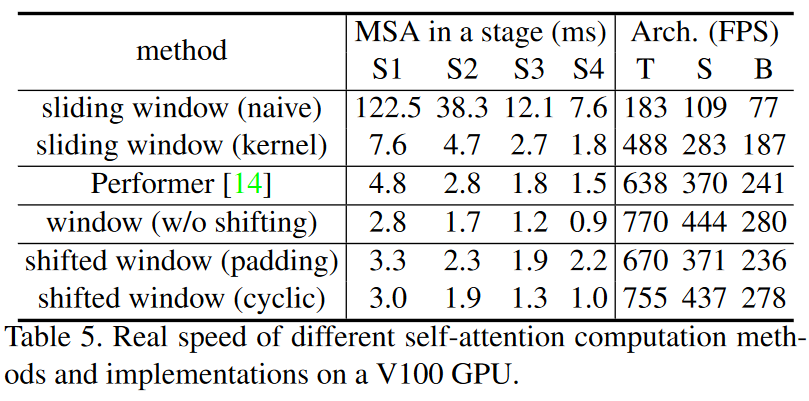 method MSA in a stage (ms) Arch. (FPS)
S1 S2 S3 S4 T S B
sliding window (naive) 122.5 38.3 12.1 7.6 183 109 77
sliding window (kernel) 7.6 4.7 2.7 1.8 488 283 187
Performer [14] 4.8 2.8 1.8 1.5 638 370 241
window (w/o shifting) 2.8 1.7 1.2 0.9 770 444 280
shifted window (padding) 3.3 2.3 1.9 2.2 670 371 236
shifted window (cyclic) 3.0 1.9 1.3 1.0 755 437 278
Table 5. Real speed of different self-attention computation meth-
ods and implementations on a V100 GPU.